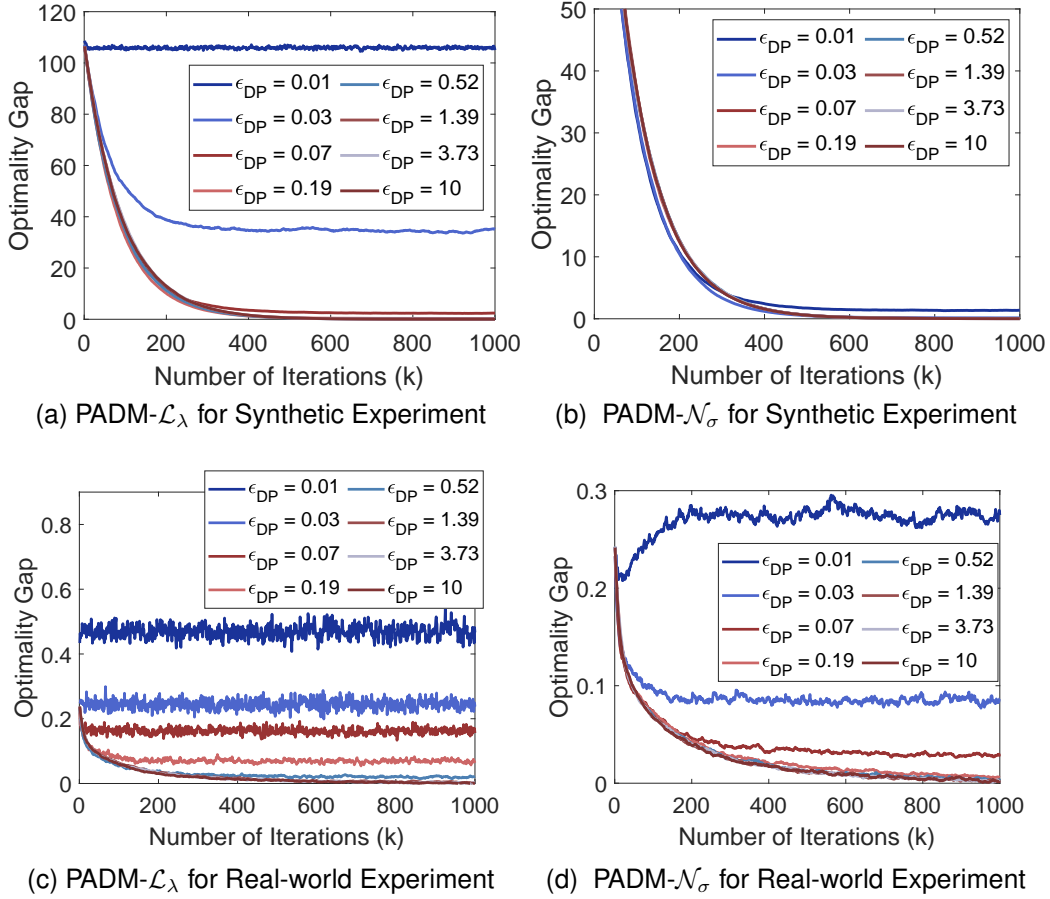 120
100
80
60
40
20
0
Optimality Gap
ϵDP = 0.01 ϵDP = 0.52
ϵDP = 0.03 ϵDP = 1.39
ϵDP = 0.07 ϵDP = 3.73
ϵDP = 0.19 ϵDP = 10
0 200 400 600 800 1000
Number of Iterations (k)
(a) PADM-ℒλ for Synthetic Experiment
50
40
30
20
10
0
Optimality Gap
ϵDP = 0.01 ϵDP = 0.52
ϵDP = 0.03 ϵDP = 1.39
ϵDP = 0.07 ϵDP = 3.73
ϵDP = 0.19 ϵDP = 10
0 200 400 600 800 1000
Number of Iterations (k)
(b) PADM-𝒩σ for Synthetic Experiment
0.8
0.6
0.4
0.2
0
Optimality Gap
ϵDP = 0.01 ϵDP = 0.52
ϵDP = 0.03 ϵDP = 1.39
ϵDP = 0.07 ϵDP = 3.73
ϵDP = 0.19 ϵDP = 10
0 200 400 600 800 1000
Number of Iterations (k)
(c) PADM-ℒλ for Real-world Experiment
0.3
0.2
0.1
0
Optimality Gap
ϵDP = 0.01 ϵDP = 0.52
ϵDP = 0.03 ϵDP = 1.39
ϵDP = 0.07 ϵDP = 3.73
ϵDP = 0.19 ϵDP = 10
0 200 400 600 800 1000
Number of Iterations (k)
(d) PADM-𝒩σ for Real-world Experiment